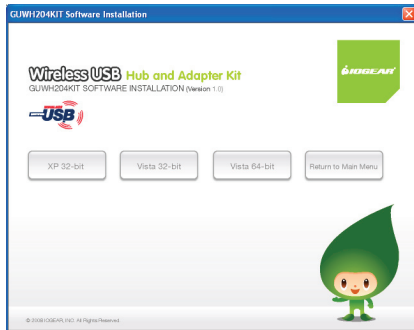 GUWH204KIT Software Installation
Wireless USB Hub and Adapter Kit
GUWH204KIT SOFTWARE INSTALLATION (Version 1.0)
IOGEAR
USB
XP 32-bit
Vista 32-bit
Vista 64-bit
Return to Main Menu
© 2008 IOGEAR, INC. All Rights Reserved.